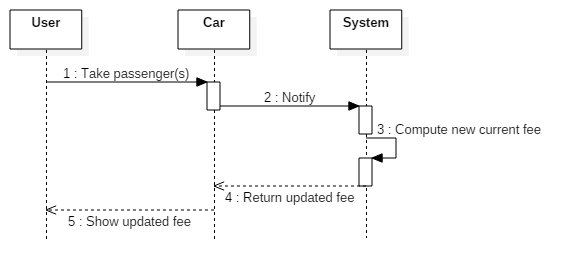 User
Car
System
1 : Take passenger(s)
2 : Notify
3 : Compute new current fee
4 : Return updated fee
5 : Show updated fee